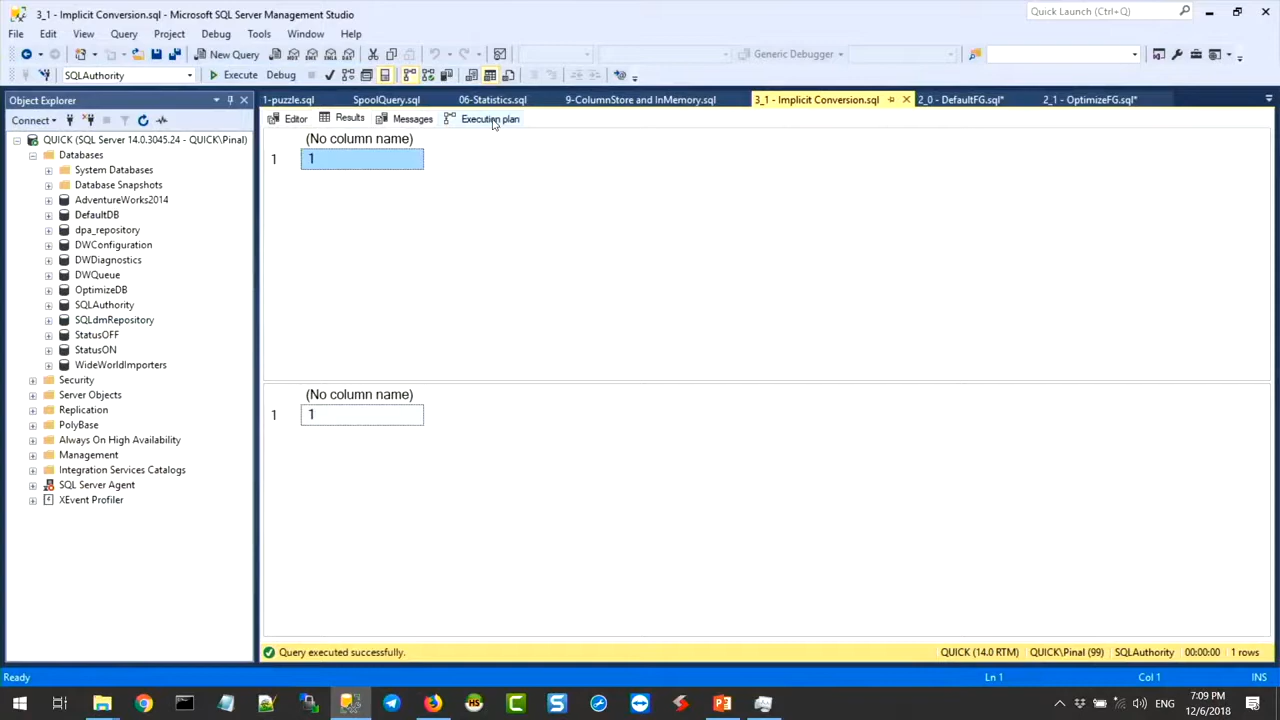 3_1 - Implicit Conversion.sql - Microsoft SQL Server Management Studio
Quick Launch (Ctrl+Q)
File Edit View Query Project Debug Tools Window Help
New Query
Generic Debugger
SQLAuthority
Execute Debug
Object Explorer
1-puzzle.sql SpoolQuery.sql 06-Statistics.sql 9-ColumnStore and InMemory.sql 3_1 - Implicit Conversion.sql 2_0 - DefaultFG.sql* 2_1 - OptimizeFG.sql*
Connect
Editor Results Messages Execution plan
QUICK (SQL Server 14.0.3045.24 - QUICK\Pinal)
Databases
System Databases
Database Snapshots
AdventureWorks2014
DefaultDB
dpa_repository
DWConfiguration
DWDiagnostics
DWQueue
OptimizeDB
SQLAuthority
SQLdmRepository
StatusOFF
StatusON
WideWorldImporters
Security
Server Objects
Replication
PolyBase
Always On High Availability
Management
Integration Services Catalogs
SQL Server Agent
XEvent Profiler
(No column name)
1 1
(No column name)
1 1
Query executed successfully.
QUICK (14.0 RTM) QUICK\Pinal (99) SQLAuthority 00:00:00 1 rows
Ready
Ln 1 Col 1 INS
ENG
7:09 PM
12/6/2018